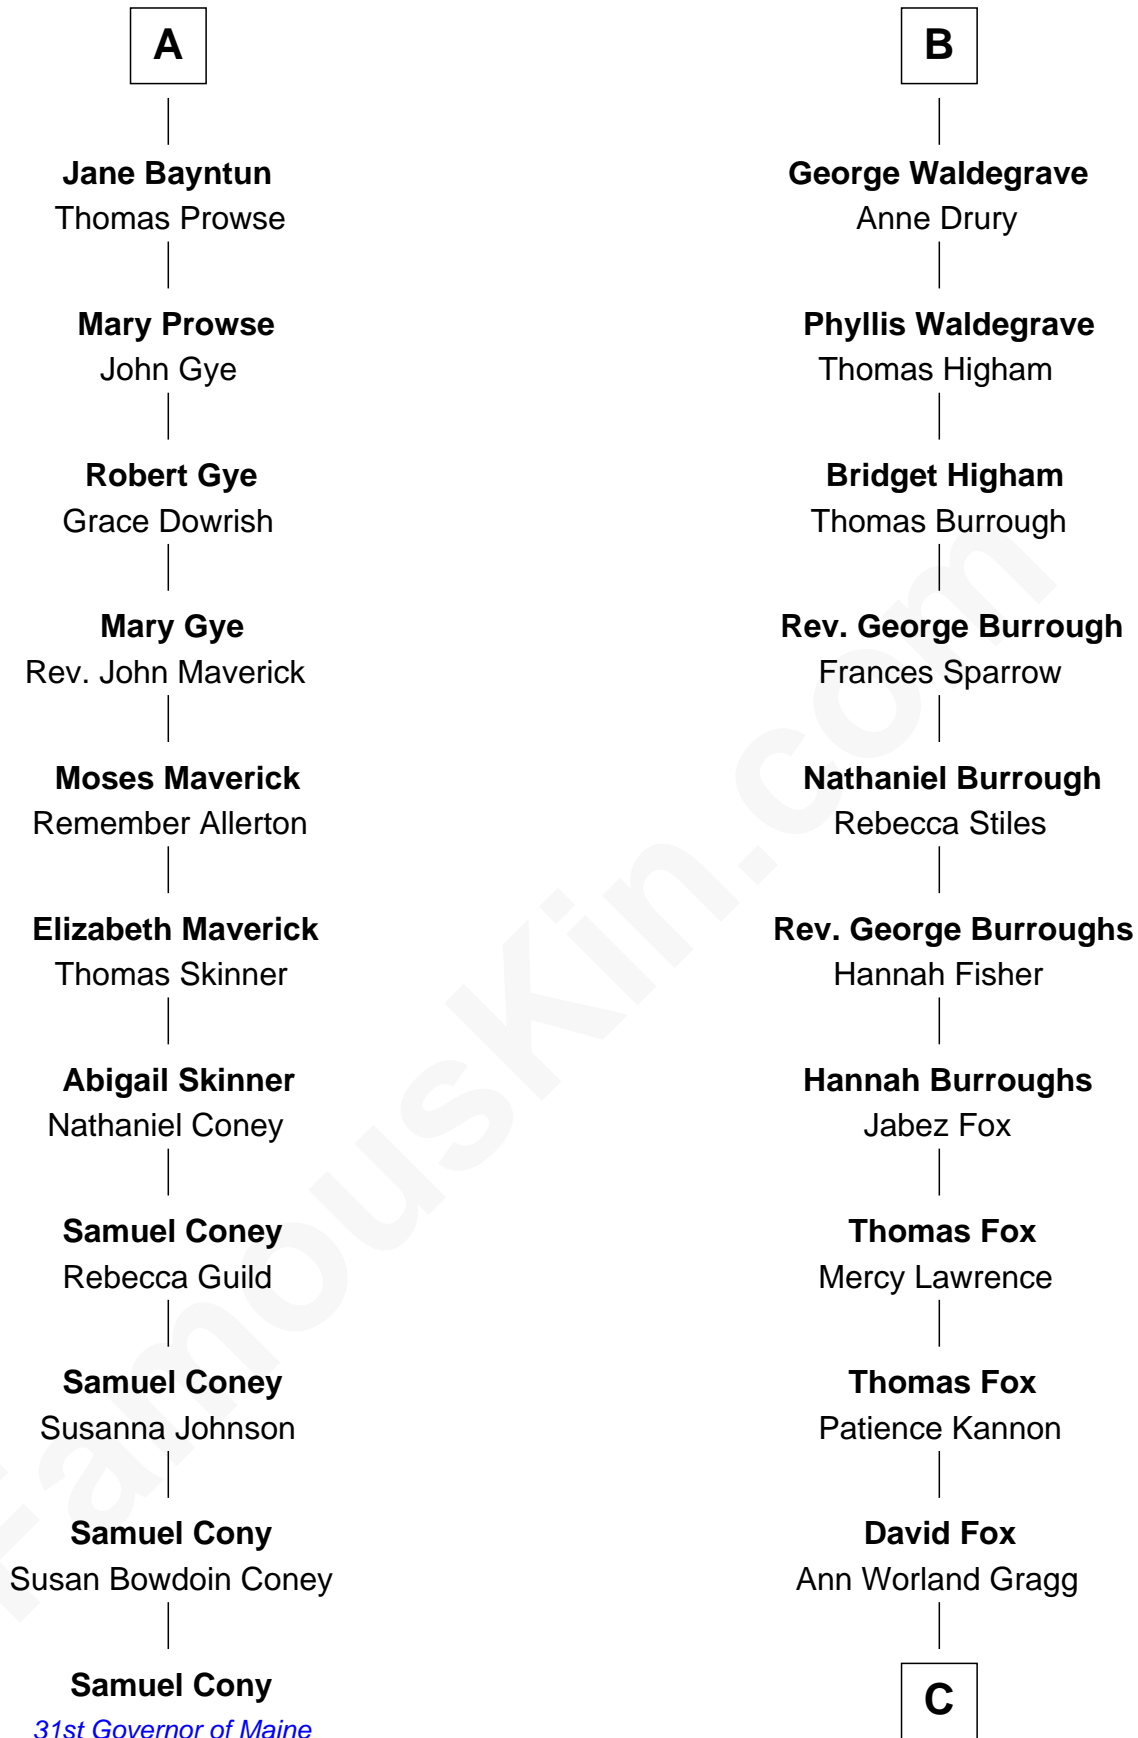 A
Jane Bayntun
Thomas Prowse
Mary Prowse
John Gye
Robert Gye
Grace Dowrish
Mary Gye
Rev. John Maverick
Moses Maverick
Remember Allerton
Elizabeth Maverick
Thomas Skinner
Abigail Skinner
Nathaniel Coney
Samuel Coney
Rebecca Guild
Samuel Coney
Susanna Johnson
Samuel Cony
Susan Bowdoin Coney
Samuel Cony
31st Governor of Maine
B
George Waldegrave
Anne Drury
Phyllis Waldegrave
Thomas Higham
Bridget Higham
Thomas Burrough
Rev. George Burrough
Frances Sparrow
Nathaniel Burrough
Rebecca Stiles
Rev. George Burroughs
Hannah Fisher
Hannah Burroughs
Jabez Fox
Thomas Fox
Mercy Lawrence
Thomas Fox
Patience Kannon
David Fox
Ann Worland Gragg
C
FamousKin.com